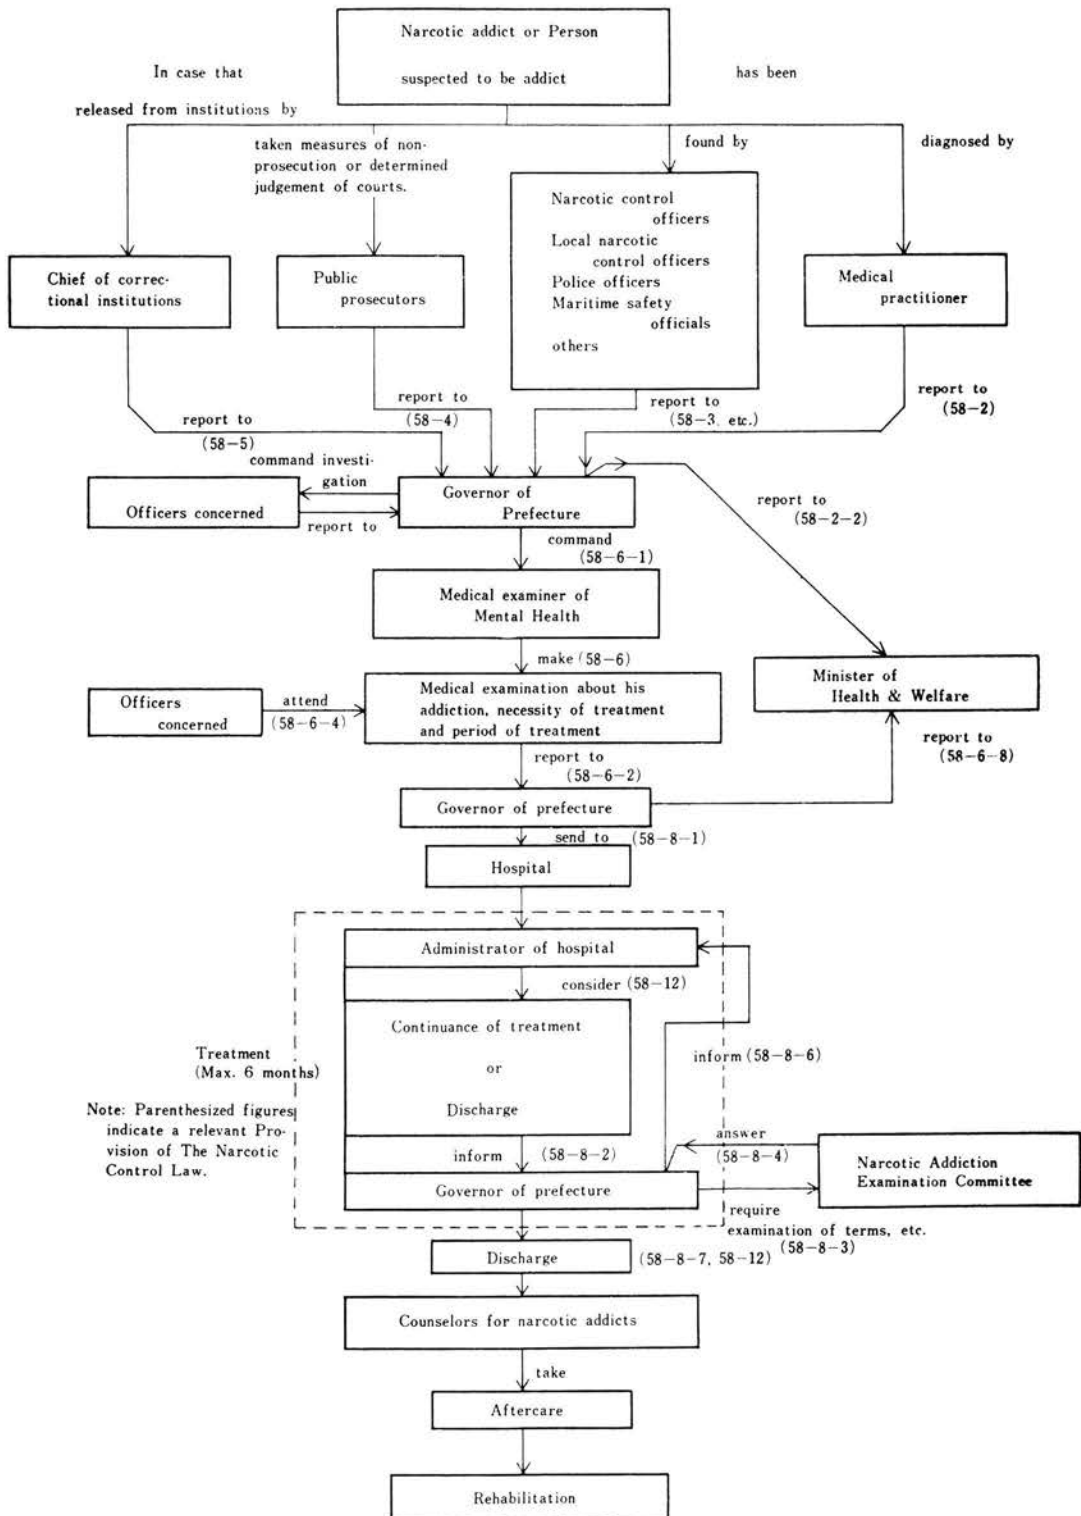 Narcotic addict or Person
suspected to be addict
In case that
has been
released from institutions by
taken measures of non-
prosecution or determined
judgement of courts.
found by
diagnosed by
Chief of correc-
tional institutions
Public
prosecutors
Narcotic control
officers
Local narcotic
control officers
Police officers
Maritime safety
officials
others
Medical
practitioner
report to
(58-5)
report to
(58-4)
report to
(58-3. etc.)
report to
(58-2)
command investi-
gation
Officers concerned
report to
Governor of
Prefecture
report to
(58-2-2)
command
(58-6-1)
Medical examiner of
Mental Health
make (58-6)
Minister of
Health & Welfare
Officers
concerned
attend
(58-6-4)
Medical examination about his
addiction, necessity of treatment
and period of treatment
report to
(58-6-2)
report to
(58-6-8)
Governor of prefecture
send to (58-8-1)
Hospital
Administrator of hospital
consider (58-12)
Continuance of treatment
or
Discharge
Treatment
(Max. 6 months)
inform (58-8-6)
Note: Parenthesized figures
indicate a relevant Pro-
vision of The Narcotic
Control Law.
inform (58-8-2)
answer
(58-8-4)
Narcotic Addiction
Examination Committee
Governor of prefecture
require
examination of terms, etc.
(58-8-3)
Discharge
(58-8-7, 58-12)
Counselors for narcotic addicts
take
Aftercare
Rehabilitation